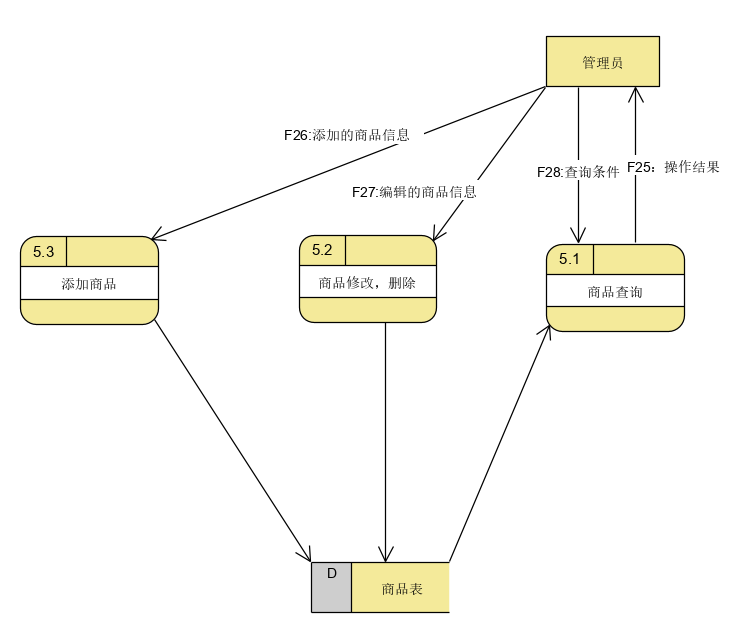 管理员
F26:添加的商品信息
F27:编辑的商品信息
F28:查询条件
F25：操作结果
5.3
添加商品
5.2
商品修改，删除
5.1
商品查询
D
商品表